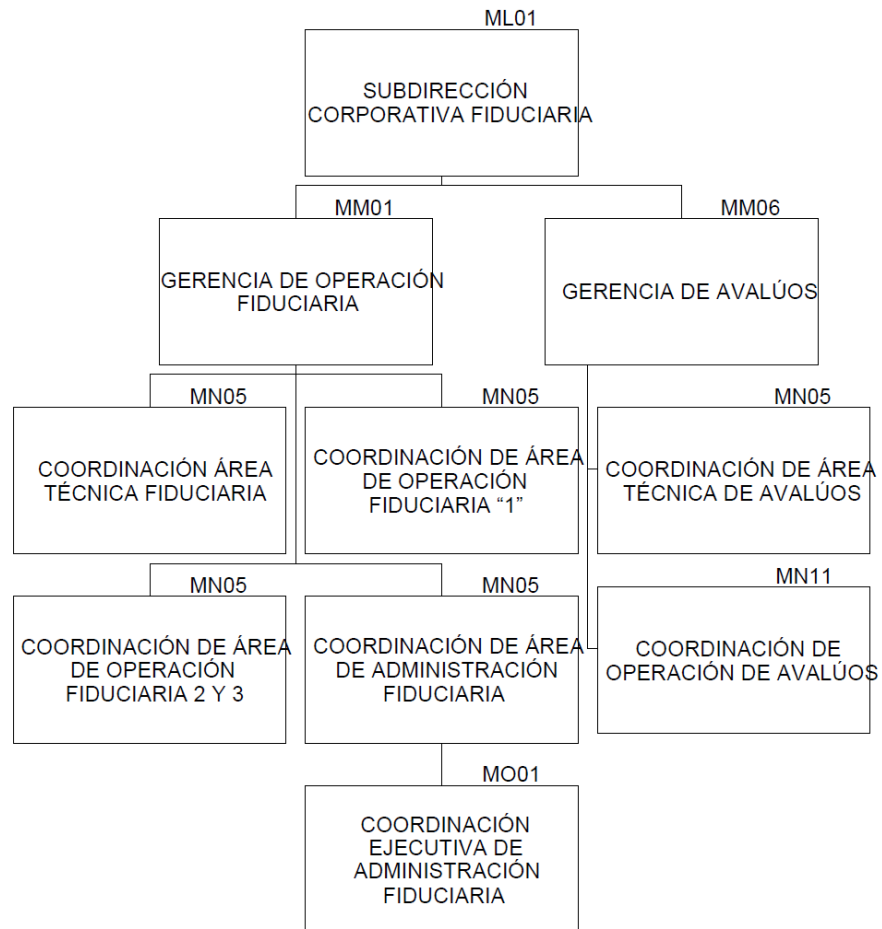 ML01
SUBDIRECCIÓN
CORPORATIVA FIDUCIARIA
MM01
GERENCIA DE OPERACIÓN
FIDUCIARIA
MM06
GERENCIA DE AVALÚOS
MN05
COORDINACIÓN ÁREA
TÉCNICA FIDUCIARIA
MN05
COORDINACIÓN DE ÁREA
DE OPERACIÓN
FIDUCIARIA “1”
MN05
COORDINACIÓN DE ÁREA
TÉCNICA DE AVALÚOS
MN05
COORDINACIÓN DE ÁREA
DE OPERACIÓN
FIDUCIARIA 2 Y 3
MN05
COORDINACIÓN DE ÁREA
DE ADMINISTRACIÓN
FIDUCIARIA
MN11
COORDINACIÓN DE
OPERACIÓN DE AVALÚOS
MO01
COORDINACIÓN
EJECUTIVA DE
ADMINISTRACIÓN
FIDUCIARIA